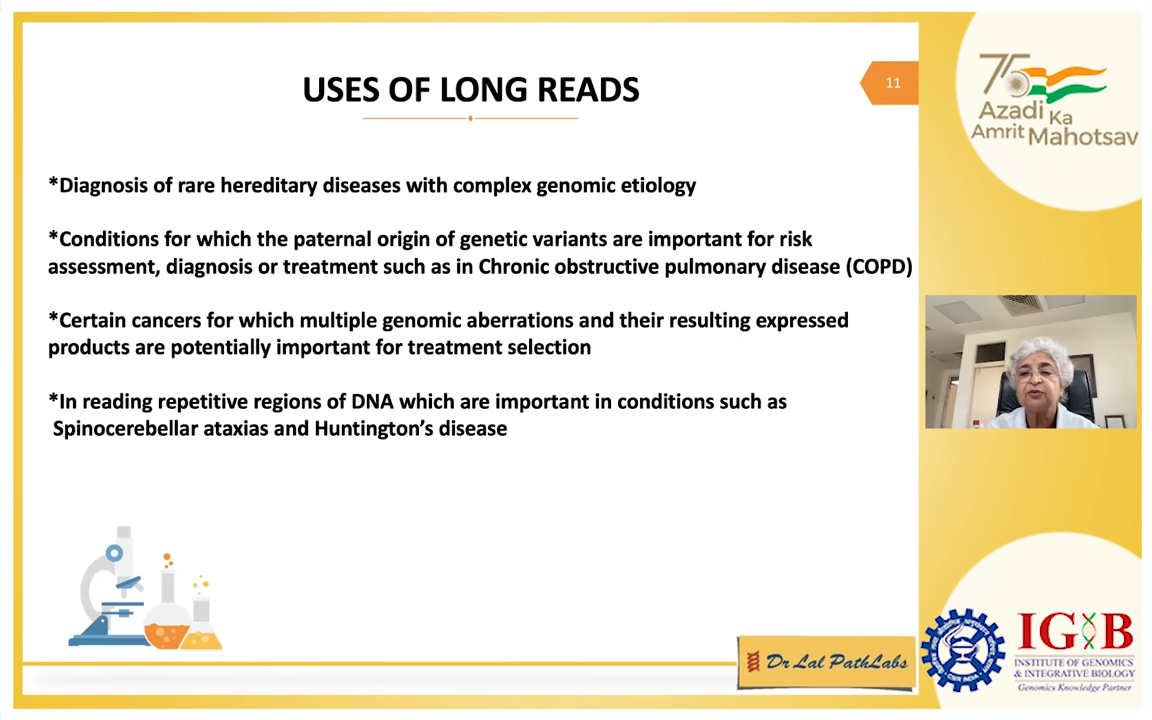 USES OF LONG READS
11
*Diagnosis of rare hereditary diseases with complex genomic etiology
*Conditions for which the paternal origin of genetic variants are important for risk
assessment, diagnosis or treatment such as in Chronic obstructive pulmonary disease (COPD)
*Certain cancers for which multiple genomic aberrations and their resulting expressed
products are potentially important for treatment selection
*In reading repetitive regions of DNA which are important in conditions such as
Spinocerebellar ataxias and Huntington’s disease
Dr Lal PathLabs
75
Azadi Ka
Amrit Mahotsav
IGIB
INSTITUTE OF GENOMICS
& INTEGRATIVE BIOLOGY
Genomics Knowledge Partner